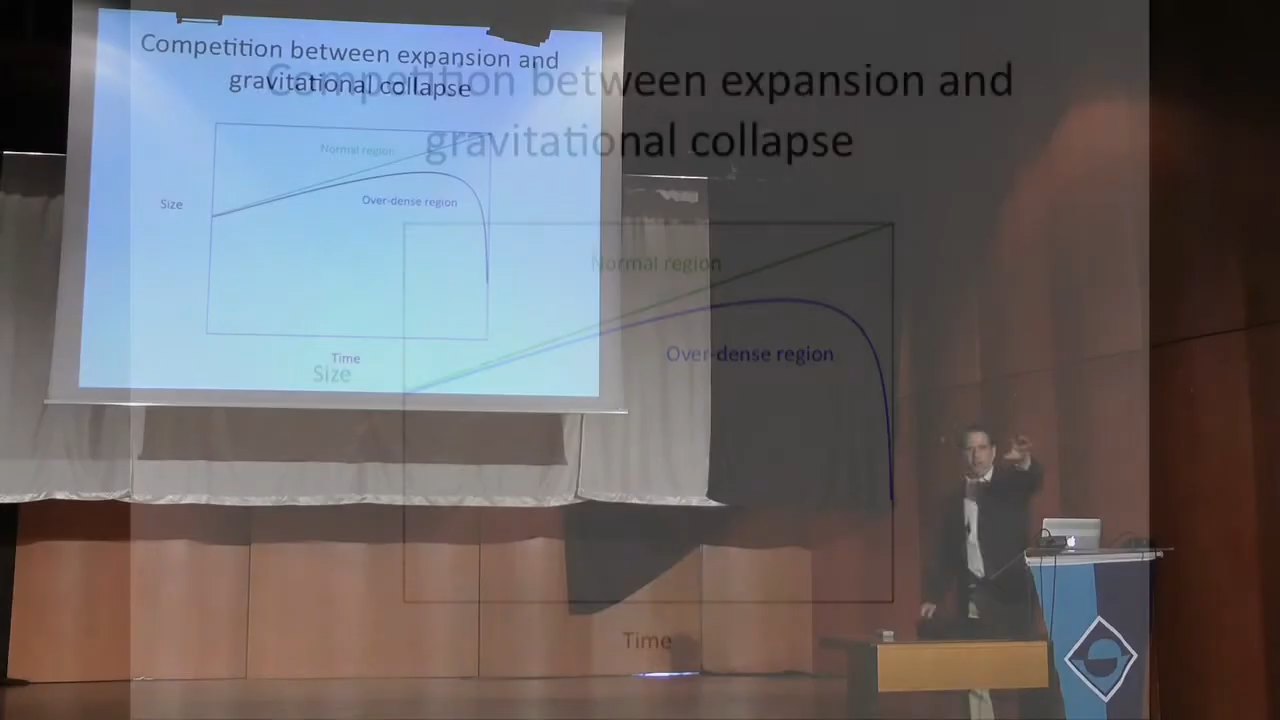 Competition between expansion and
gravitational collapse
Normal region
Over-dense region
Size
Time
Competition between expansion and
gravitational collapse
Normal region
Over-dense region
Size
Time